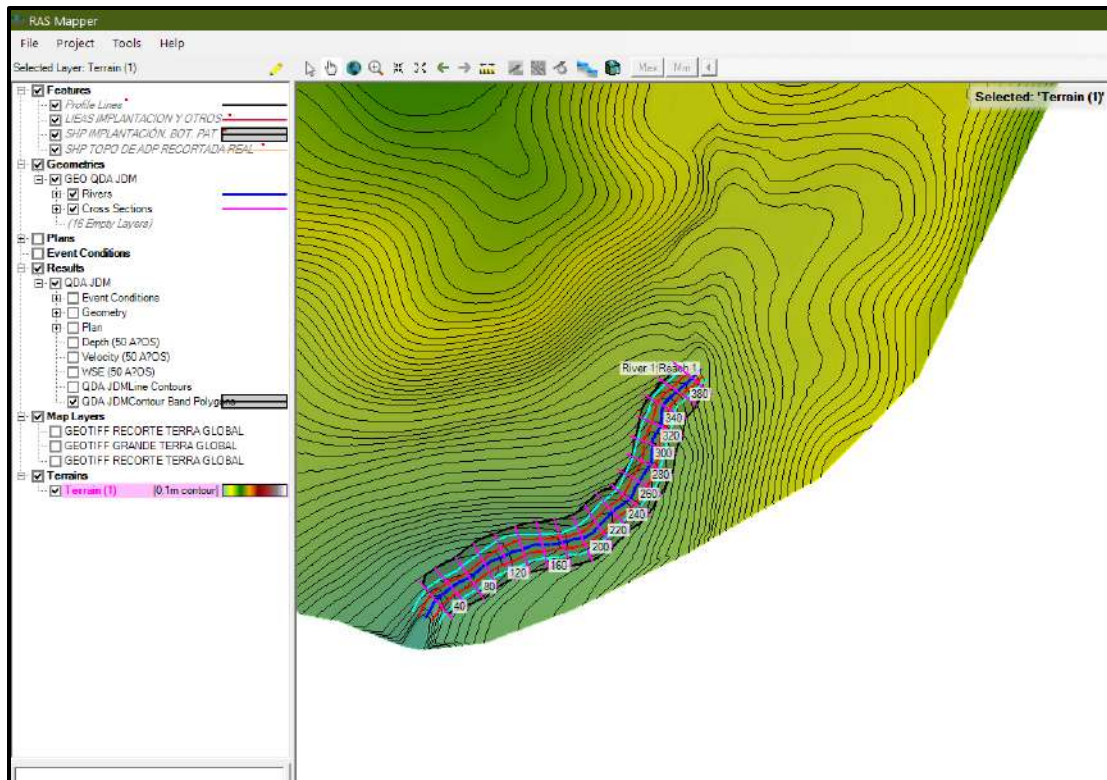 RAS Mapper
File Project Tools Help
Selected Layer: Terrain (1)
Max Min
Selected: 'Terrain (1)'
Features
Profile Lines
LIEAS IMPLANTACION Y OTROS
SHP IMPLANTACIÓN, BOT. PAT
SHP TOPO DE ADP RECORTADA REAL
Geometries
GEO QDA JDM
Rivers
Cross Sections
(16 Empty Layers)
Plans
Event Conditions
Results
QDA JDM
Event Conditions
Geometry
Plan
Depth (50 A?OS)
Velocity (50 A?OS)
WSE (50 A?OS)
QDA JDMLine Contours
QDA JDMContour Band Polygons
Map Layers
GEOTIFF RECORTE TERRA GLOBAL
GEOTIFF GRANDE TERRA GLOBAL
GEOTIFF RECORTE TERRA GLOBAL
Terrains
Terrain (1) [0.1m contour]
River 1 Reach 1
380
340
320
300
280
260
240
220
200
160
120
80
40